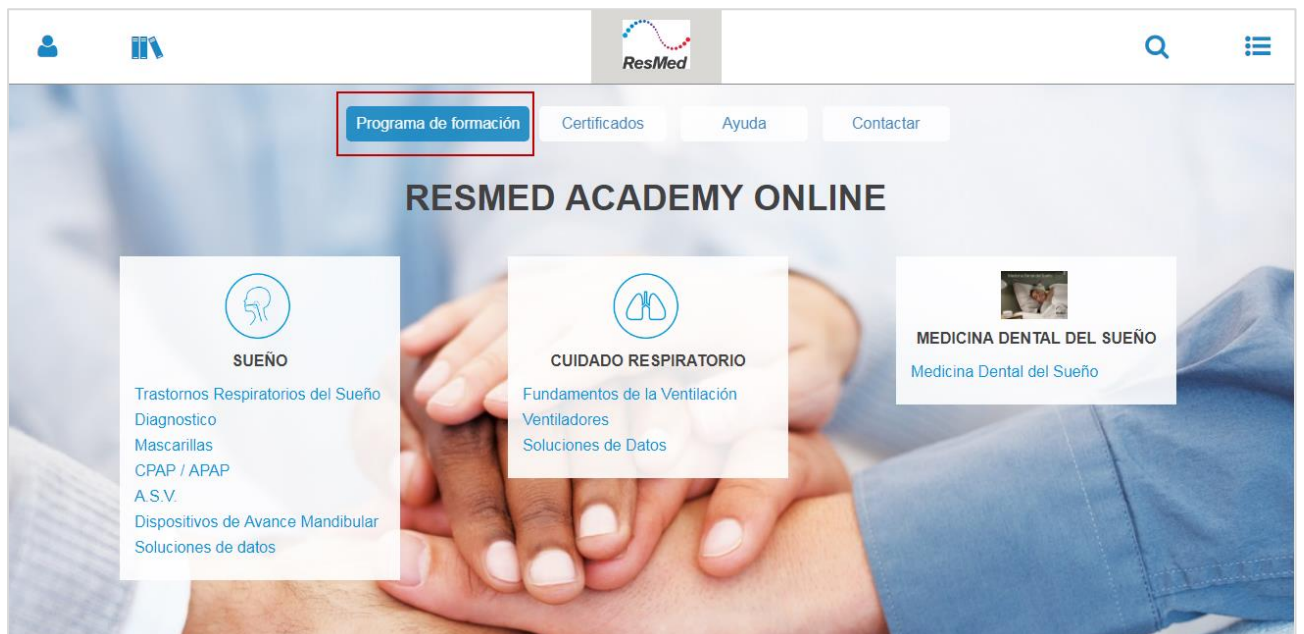 ResMed
Programa de formación
Certificados
Ayuda
Contactar
RESMED ACADEMY ONLINE
SUEÑO
Trastornos Respiratorios del Sueño
Diagnostico
Mascarillas
CPAP / APAP
A.S.V.
Dispositivos de Avance Mandibular
Soluciones de datos
CUIDADO RESPIRATORIO
Fundamentos de la Ventilación
Ventiladores
Soluciones de Datos
MEDICINA DENTAL DEL SUEÑO
Medicina Dental del Sueño